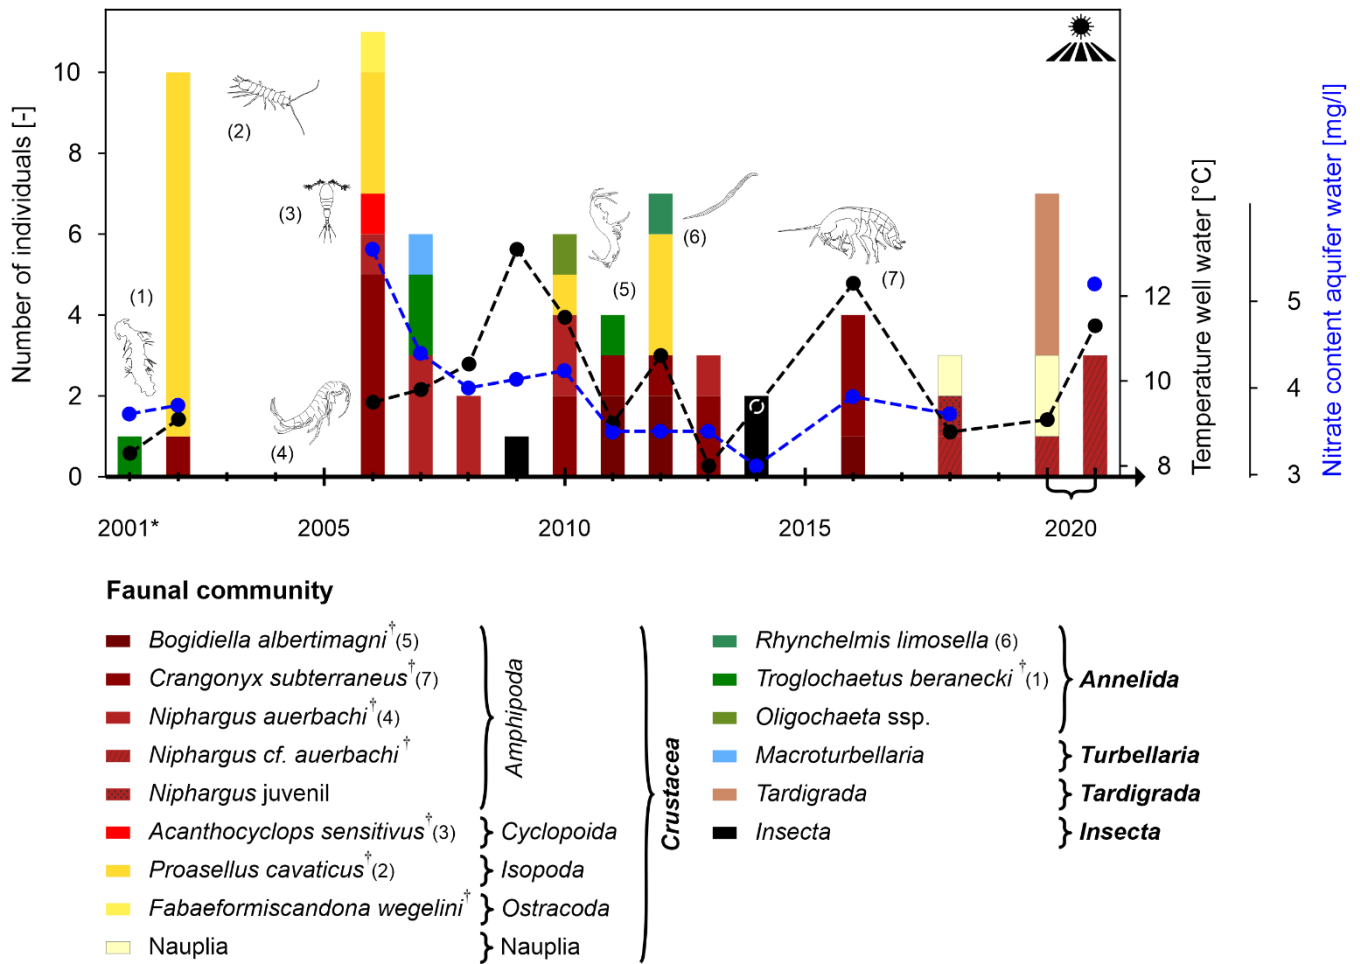 Number of individuals [-]
10
8
6
4
2
0
(1)
(2)
(3)
(4)
(5)
(6)
(7)
2001*
2005
2010
2015
2020
Temperature well water [°C]
12
10
8
Nitrate content aquifer water [mg/l]
5
4
3
Faunal community
Bogidiella albertimagni†(5)
Crangonyx subterraneus†(7)
Niphargus auerbachi†(4)
Niphargus cf. auerbachi†
Niphargus juvenil
Amphipoda
Acanthocyclops sensitivus†(3) Cyclopoida
Proasellus cavaticus†(2) Isopoda
Fabaeformiscandona wegelini† Ostracoda
Nauplia Nauplia
Crustacea
Rhynchelmis limosella (6)
Troglochaetus beranecki †(1)
Oligochaeta ssp.
Annelida
Macroturbellaria Turbellaria
Tardigrada Tardigrada
Insecta Insecta